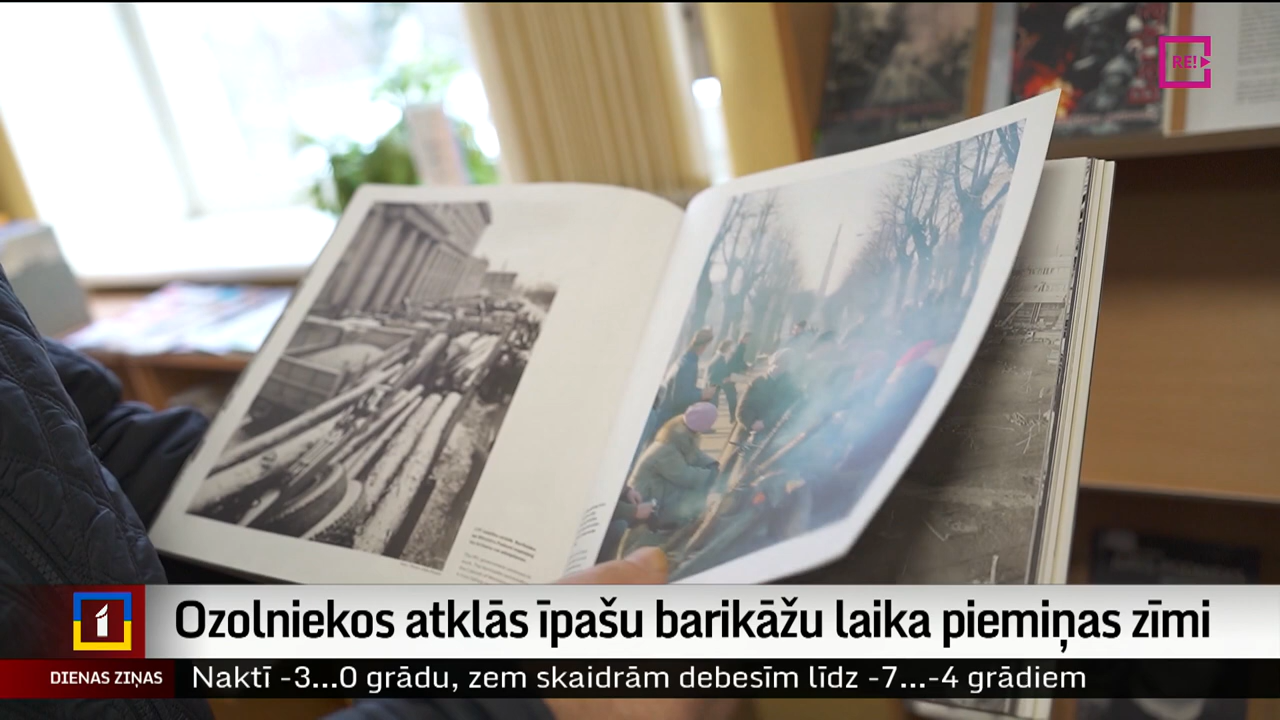 RE!
Ozolniekos atklās īpašu barikāžu laika piemiņas zīmi
1
DIENAS ZIŅAS
Naktī -3...0 grādu, zem skaidrām debesīm līdz -7...-4 grādiem